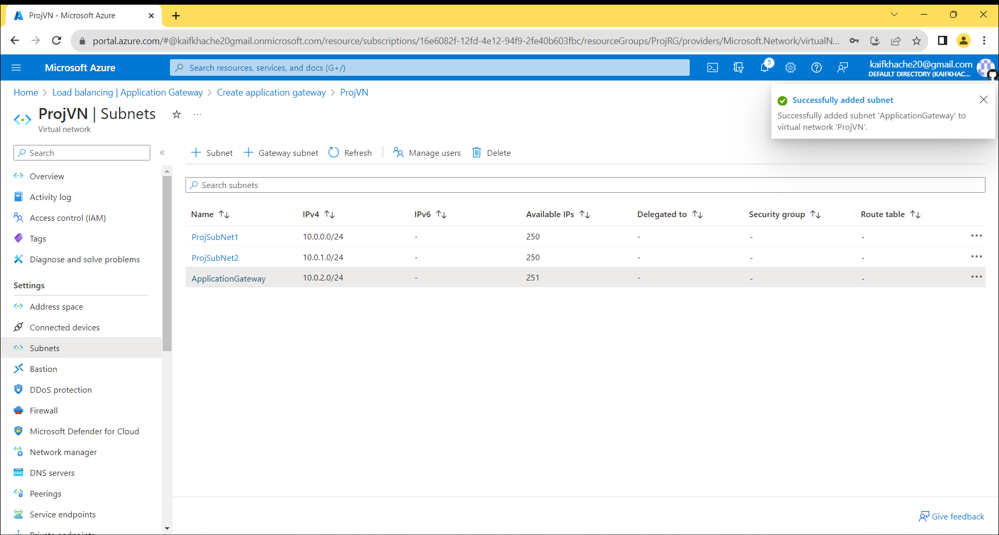 ProjVN - Microsoft Azure
portal.azure.com/#@kaifkhache20gmail.onmicrosoft.com/resource/subscriptions/16e6082f-12fd-4e12-94f9-2fe40b603fbc/resourceGroups/ProjRG/providers/Microsoft.Network/virtualN...
Microsoft Azure
Search resources, services, and docs (G+/)
5
kaifkhache20@gmail.com
DEFAULT DIRECTORY (KAIFKHAC...
Home > Load balancing | Application Gateway > Create application gateway > ProjVN
ProjVN | Subnets
Virtual network
Successfully added subnet
Successfully added subnet 'ApplicationGateway' to
virtual network 'ProjVN'.
Search
Overview
Activity log
Access control (IAM)
Tags
Diagnose and solve problems
Settings
Address space
Connected devices
Subnets
Bastion
DDoS protection
Firewall
Microsoft Defender for Cloud
Network manager
DNS servers
Peerings
Service endpoints
Private endpoints
+ Subnet + Gateway subnet Refresh | Manage users Delete
Search subnets
Name IPv4 IPv6 Available IPs Delegated to Security group Route table
ProjSubNet1 10.0.0.0/24 - 250 - - -
ProjSubNet2 10.0.1.0/24 - 250 - - -
ApplicationGateway 10.0.2.0/24 - 251 - - -
Give feedback